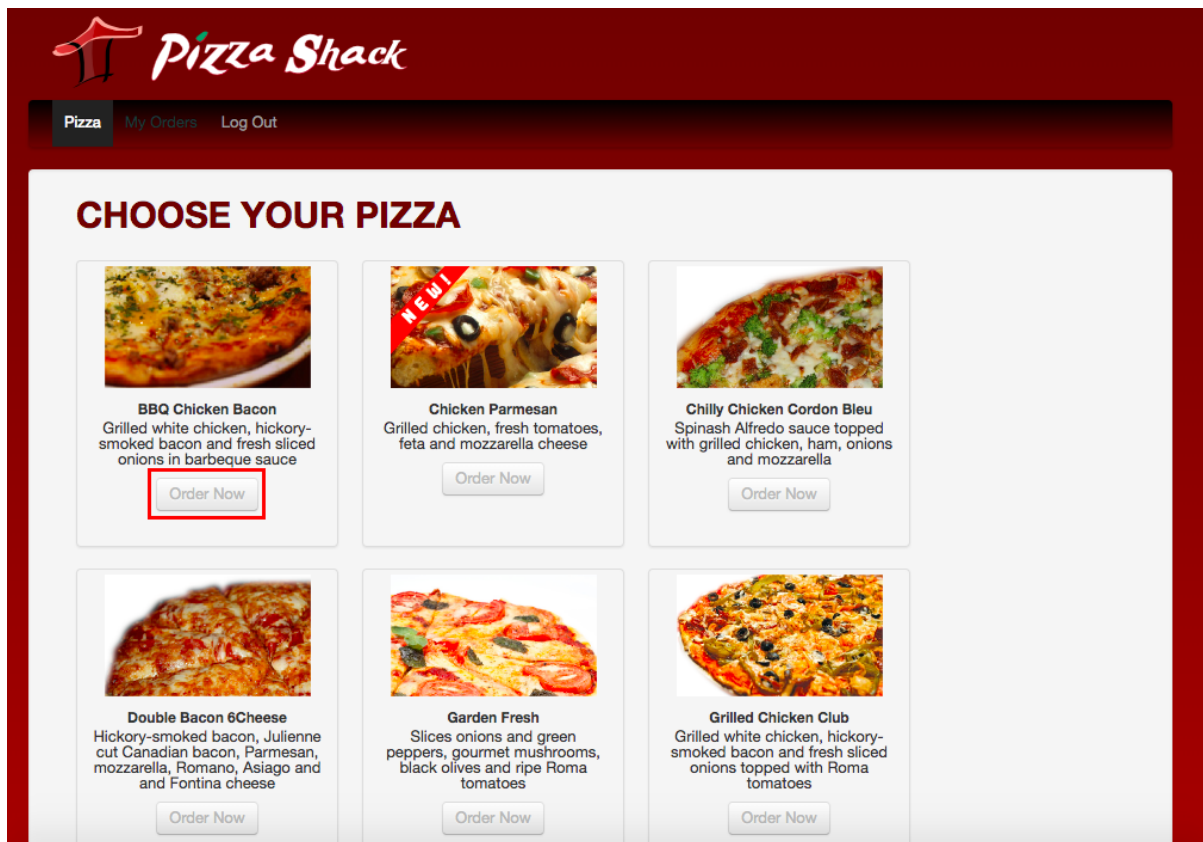 Pizza Shack
Pizza My Orders Log Out
CHOOSE YOUR PIZZA
NEW!
BBQ Chicken Bacon
Grilled white chicken, hickory-
smoked bacon and fresh sliced
onions in barbeque sauce
Order Now
Chicken Parmesan
Grilled chicken, fresh tomatoes,
feta and mozzarella cheese
Order Now
Chilly Chicken Cordon Bleu
Spinash Alfredo sauce topped
with grilled chicken, ham, onions
and mozzarella
Order Now
Double Bacon 6Cheese
Hickory-smoked bacon, Julienne
cut Canadian bacon, Parmesan,
mozzarella, Romano, Asiago and
and Fontina cheese
Order Now
Garden Fresh
Slices onions and green
peppers, gourmet mushrooms,
black olives and ripe Roma
tomatoes
Order Now
Grilled Chicken Club
Grilled white chicken, hickory-
smoked bacon and fresh sliced
onions topped with Roma
tomatoes
Order Now